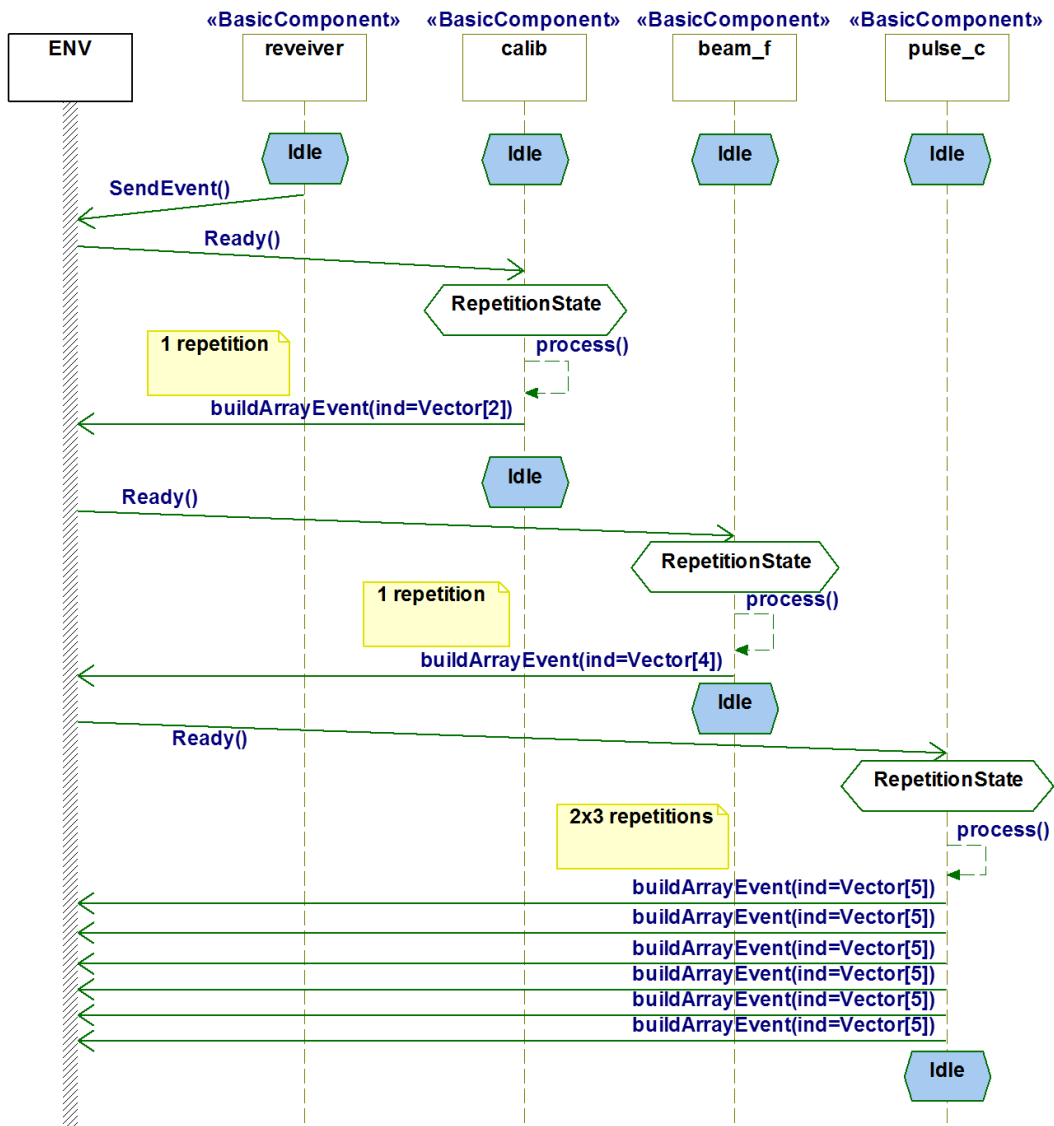 «BasicComponent» «BasicComponent» «BasicComponent» «BasicComponent»
ENV reveiver calib beam_f pulse_c
Idle Idle Idle Idle
SendEvent()
Ready()
RepetitionState
1 repetition
process()
buildArrayEvent(ind=Vector[2])
Idle
Ready()
RepetitionState
1 repetition
process()
buildArrayEvent(ind=Vector[4])
Idle
Ready()
RepetitionState
2x3 repetitions
process()
buildArrayEvent(ind=Vector[5])
buildArrayEvent(ind=Vector[5])
buildArrayEvent(ind=Vector[5])
buildArrayEvent(ind=Vector[5])
buildArrayEvent(ind=Vector[5])
buildArrayEvent(ind=Vector[5])
Idle